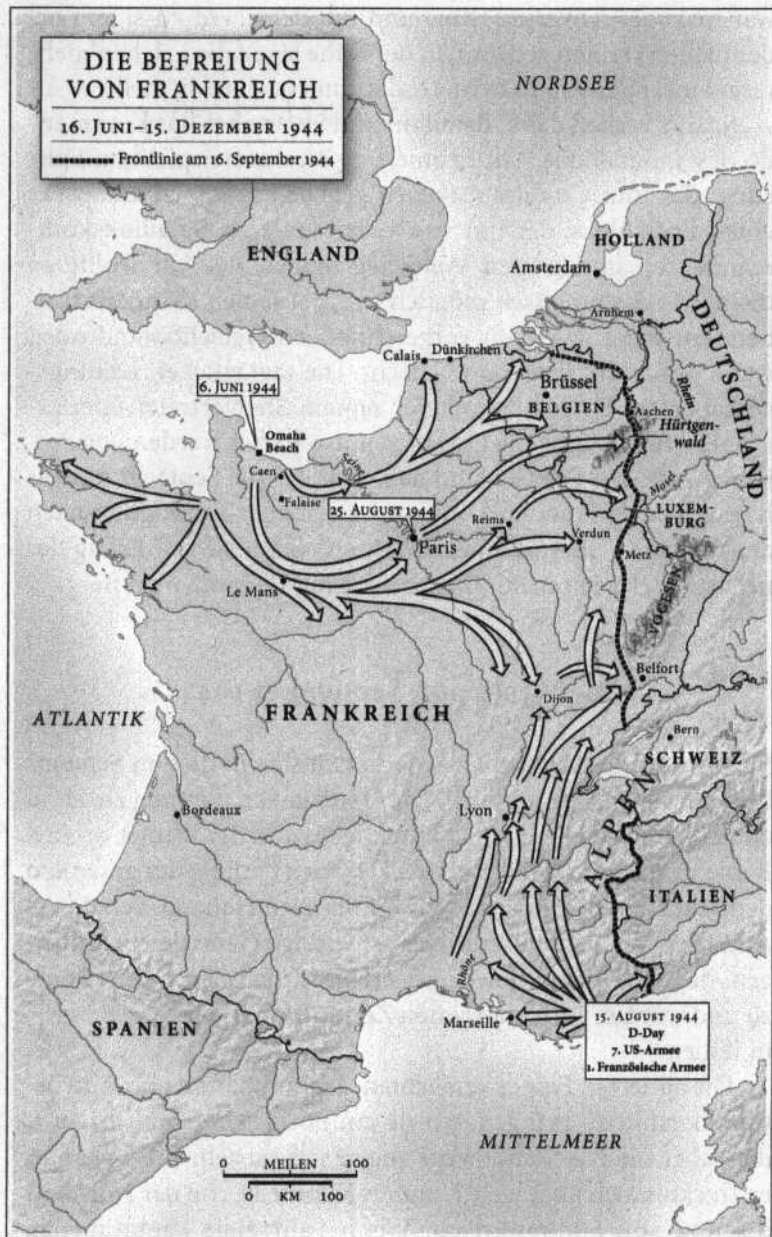 DIE BEFREIUNG
VON FRANKREICH
16. JUNI–15. DEZEMBER 1944
Frontlinie am 16. September 1944
NORDSEE
ENGLAND
HOLLAND
Amsterdam
Arnhem
DEUTSCHLAND
Calais
Dünkirchen
Brüssel
BELGIEN
Rhein
Aachen
Hürtgen-
wald
6. JUNI 1944
Omaha
Beach
Caen
Falaise
Seine
25. AUGUST 1944
Paris
Reims
Verdun
Mosel
LUXEM-
BURG
Metz
VOGESEN
Le Mans
Belfort
Dijon
FRANKREICH
ATLANTIK
Bern
SCHWEIZ
ALPEN
Lyon
Bordeaux
ITALIEN
Rhône
SPANIEN
Marseille
15. AUGUST 1944
D-Day
7. US-Armee
1. Französische Armee
MITTELMEER
0 MEILEN 100
0 KM 100